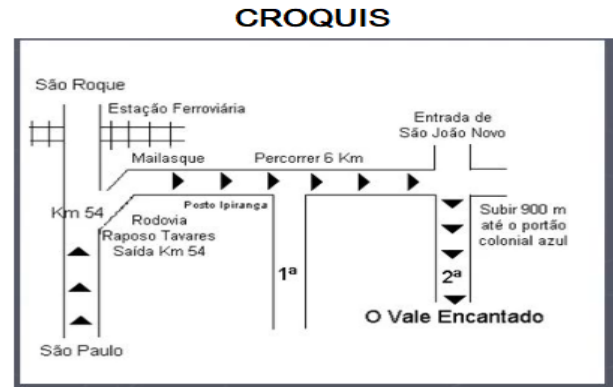 CROQUIS
São Roque
Estação Ferroviária
Entrada de
São João Novo
Mailasque
Percorrer 6 Km
Km 54
Posto Ipiranga
Rodovia
Raposo Tavares
Saída Km 54
Subir 900 m
até o portão
colonial azul
1ª
2ª
O Vale Encantado
São Paulo